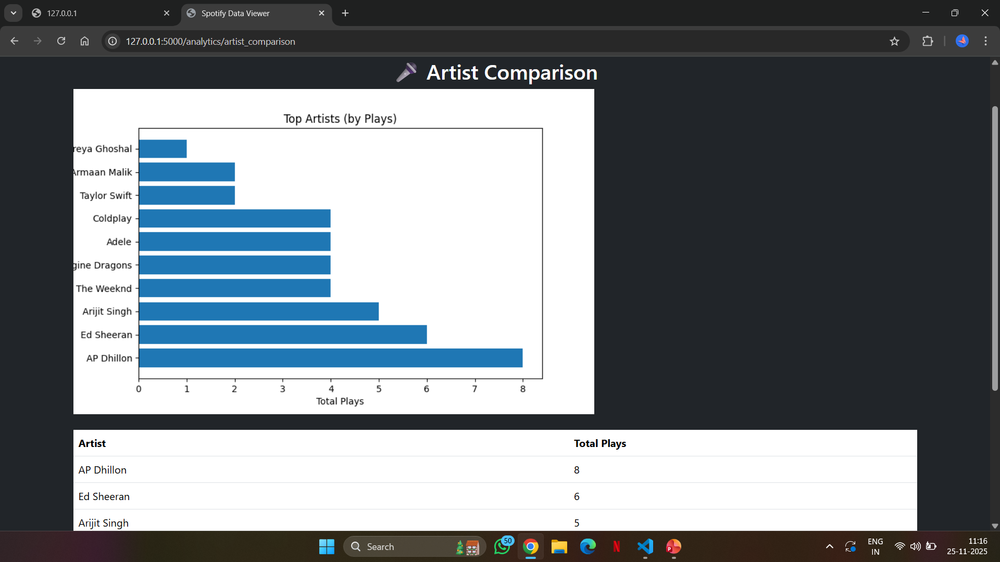 127.0.0.1
Spotify Data Viewer
127.0.0.1:5000/analytics/artist_comparison
Artist Comparison
Top Artists (by Plays)
reya Ghoshal
Armaan Malik
Taylor Swift
Coldplay
Adele
gine Dragons
The Weeknd
Arijit Singh
Ed Sheeran
AP Dhillon
0 1 2 3 4 5 6 7 8
Total Plays
Artist Total Plays
AP Dhillon 8
Ed Sheeran 6
Arijit Singh 5
Search
50
N
P
ENG
IN
11:16
25-11-2025